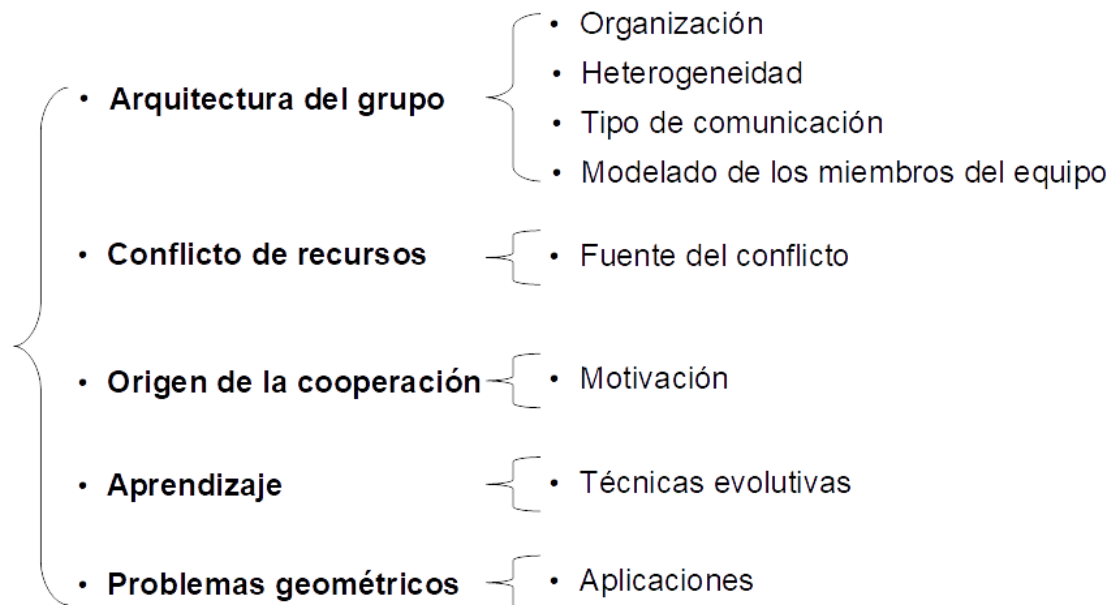 • Arquitectura del grupo
• Organización
• Heterogeneidad
• Tipo de comunicación
• Modelado de los miembros del equipo
• Conflicto de recursos
• Fuente del conflicto
• Origen de la cooperación
• Motivación
• Aprendizaje
• Técnicas evolutivas
• Problemas geométricos
• Aplicaciones